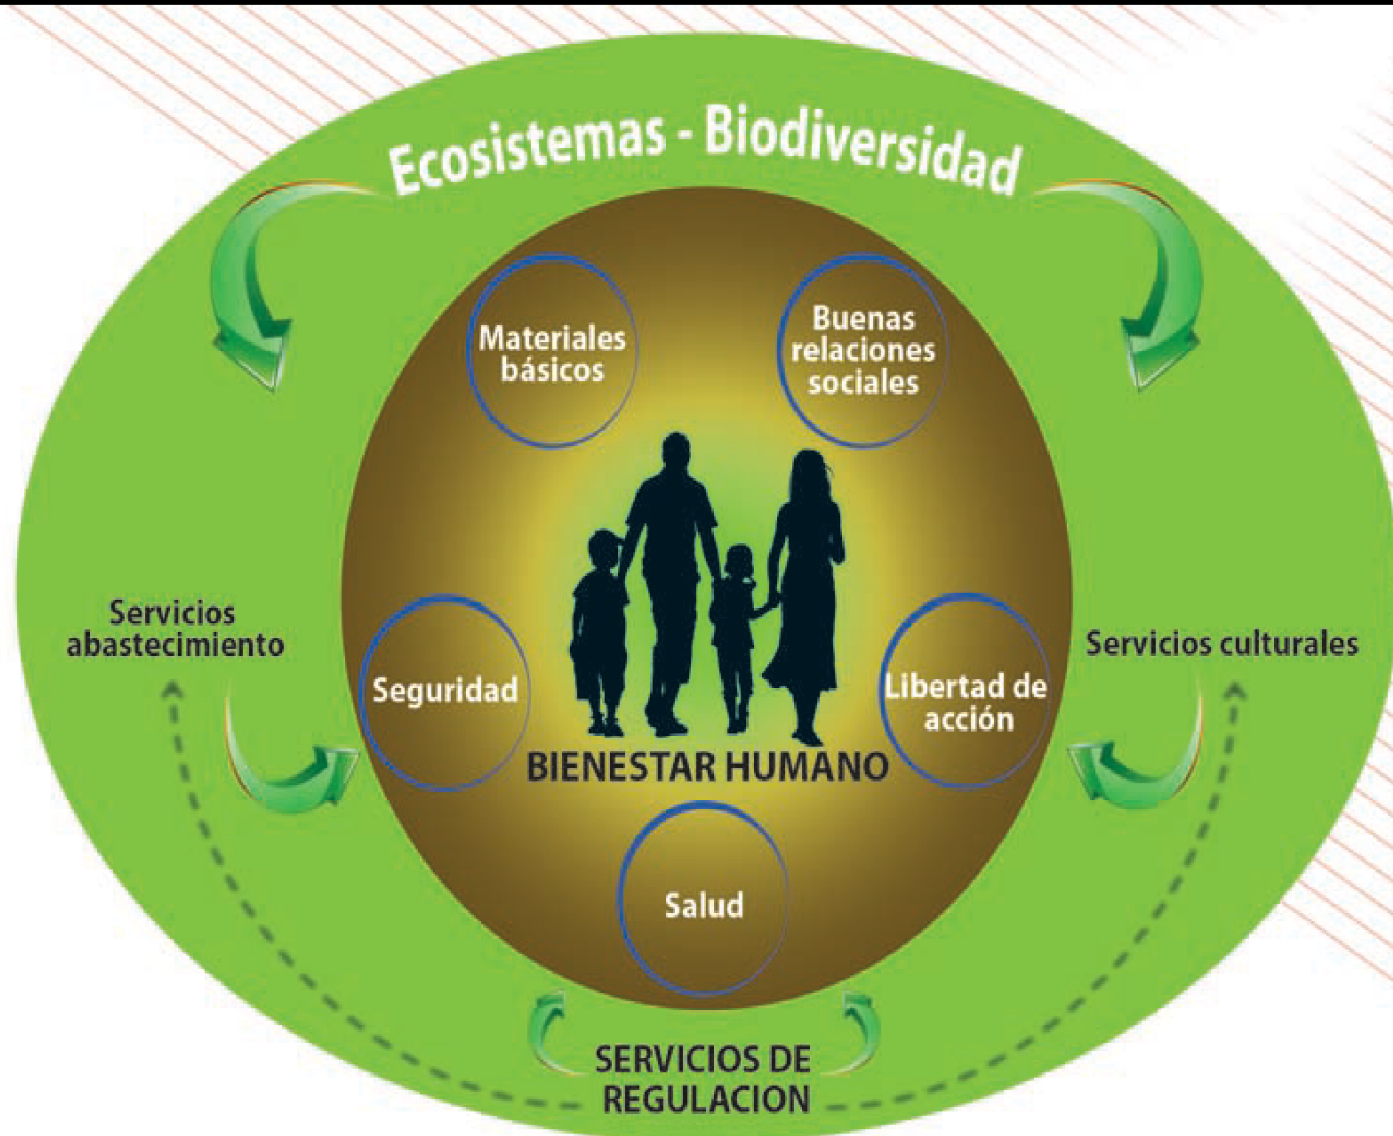 Ecosistemas - Biodiversidad
Materiales
básicos
Buenas
relaciones
sociales
Servicios
abastecimiento
Servicios culturales
Seguridad
Libertad de
acción
BIENESTAR HUMANO
Salud
SERVICIOS DE
REGULACION